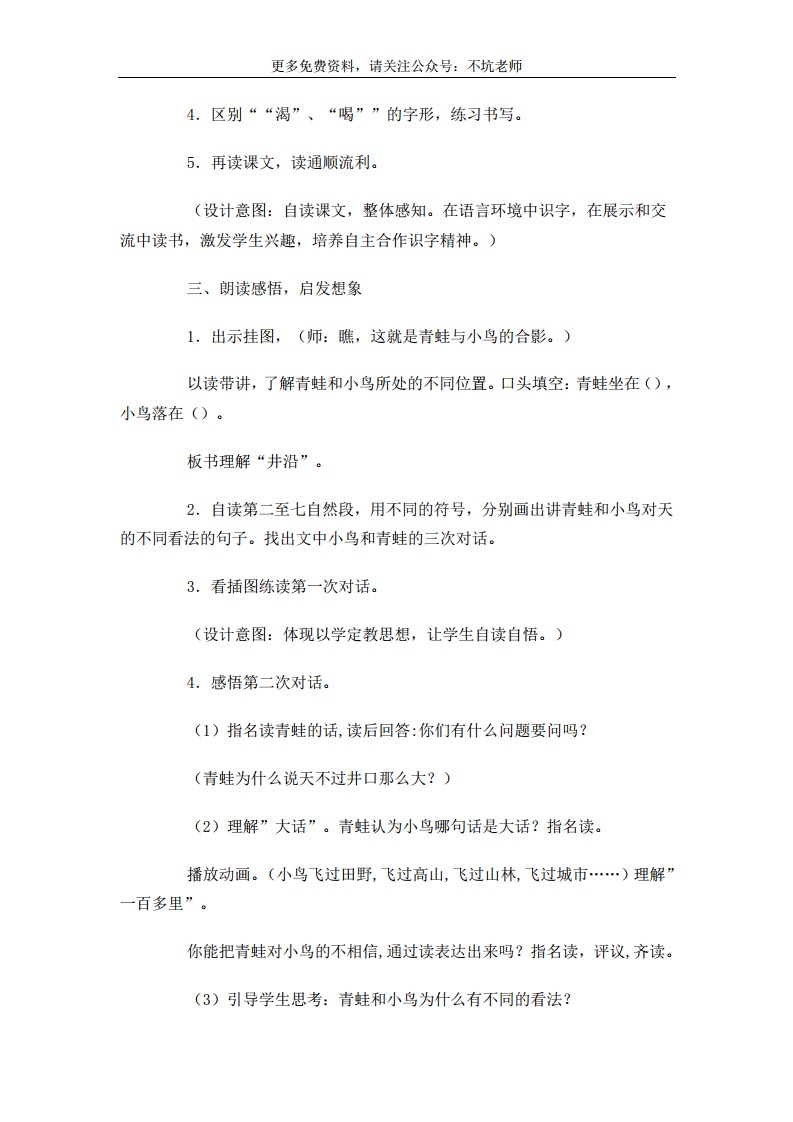 更多免费资料，请关注公众号：不坑老师
4．区别““渴”、“喝””的字形，练习书写。
5．再读课文，读通顺流利。
（设计意图：自读课文，整体感知。在语言环境中识字，在展示和交
流中读书，激发学生兴趣，培养自主合作识字精神。）
三、朗读感悟，启发想象
1．出示挂图，（师：瞧，这就是青蛙与小鸟的合影。）
以读带讲，了解青蛙和小鸟所处的不同位置。口头填空：青蛙坐在（），
小鸟落在（）。
板书理解“井沿”。
2．自读第二至七自然段，用不同的符号，分别画出讲青蛙和小鸟对天
的不同看法的句子。找出文中小鸟和青蛙的三次对话。
3．看插图练读第一次对话。
（设计意图：体现以学定教思想，让学生自读自悟。）
4．感悟第二次对话。
（1）指名读青蛙的话,读后回答:你们有什么问题要问吗？
（青蛙为什么说天不过井口那么大？）
（2）理解”大话”。青蛙认为小鸟哪句话是大话？指名读。
播放动画。（小鸟飞过田野,飞过高山,飞过山林,飞过城市……）理解”
一百多里”。
你能把青蛙对小鸟的不相信,通过读表达出来吗？指名读，评议,齐读。
（3）引导学生思考：青蛙和小鸟为什么有不同的看法？